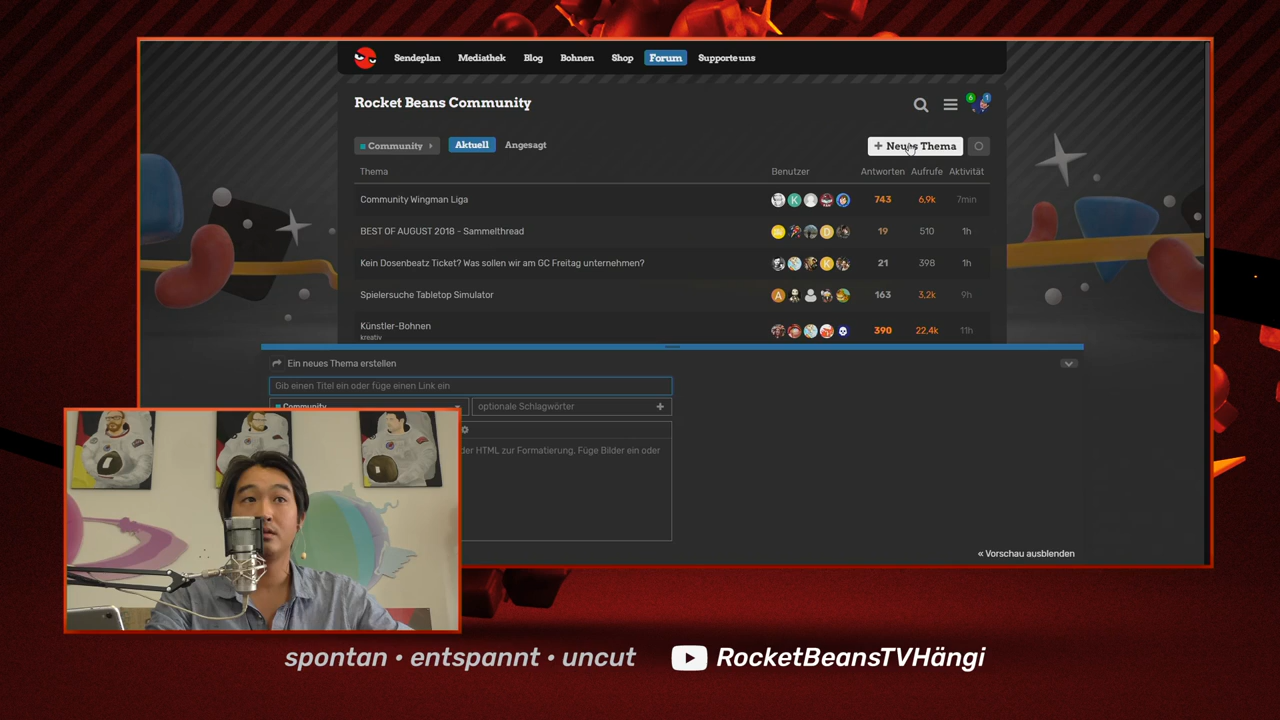 Sendeplan Mediathek Blog Bohnen Shop Forum Supporte uns
Rocket Beans Community
6 1
Community Aktuell Angesagt + Neues Thema
Thema Benutzer Antworten Aufrufe Aktivität
Community Wingman Liga K 743 6,9k 7min
BEST OF AUGUST 2018 - Sammelthread D 19 510 1h
Kein Dosenbeatz Ticket? Was sollen wir am GC Freitag unternehmen? K 21 398 1h
Spielersuche Tabletop Simulator A 163 3,2k 9h
Künstler-Bohnen 390 22,4k 11h
kreativ
Ein neues Thema erstellen
Gib einen Titel ein oder füge einen Link ein
Community optionale Schlagwörter +
der HTML zur Formatierung. Füge Bilder ein oder
« Vorschau ausblenden
spontan • entspannt • uncut RocketBeansTVHängi